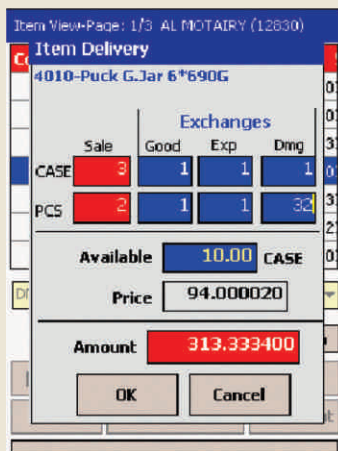 Item View-Page: 1/3 AL MOTAIRY (12830)
Item Delivery
4010-Puck G.Jar 6*690G
Exchanges
Sale Good Exp Dmg
CASE 3 1 1 1
PCS 2 1 1 32
Available 10.00 CASE
Price 94.000020
Amount 313.333400
OK Cancel